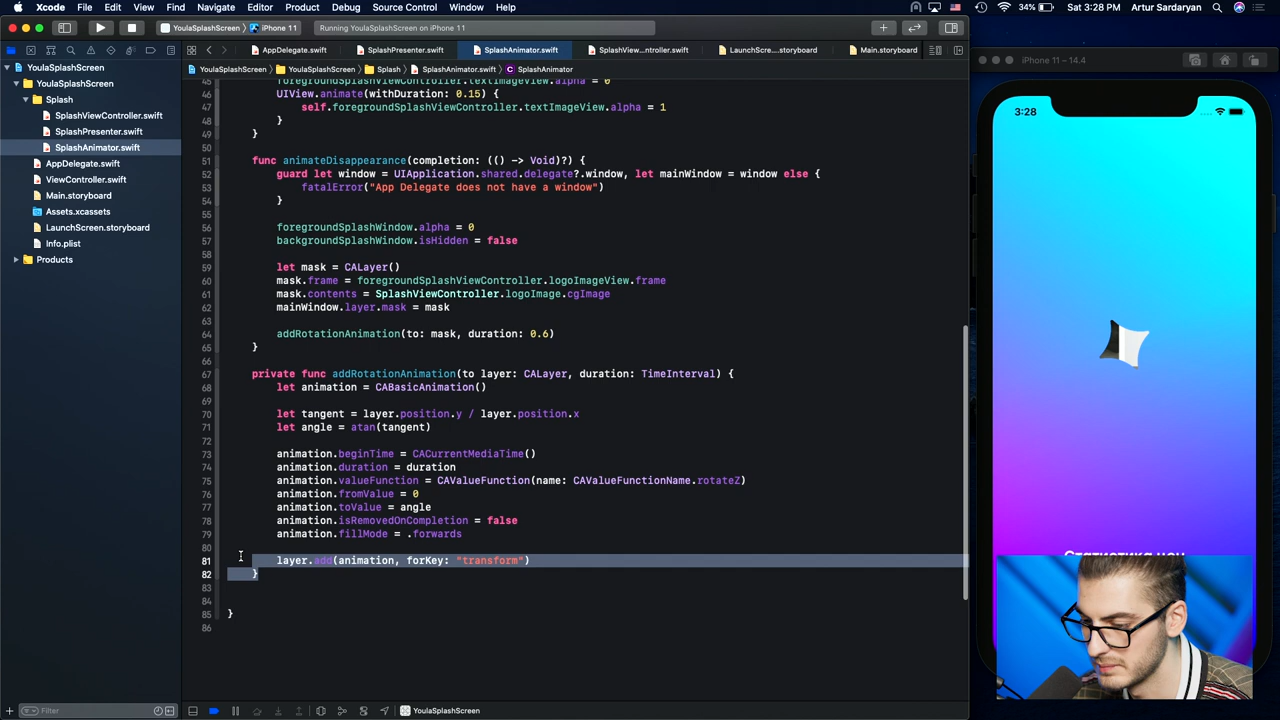 Xcode File Edit View Find Navigate Editor Product Debug Source Control Window Help
34% Sat 3:28 PM Artur Sardaryan
YoulaSplashScreen iPhone 11 Running YoulaSplashScreen on iPhone 11
AppDelegate.swift SplashPresenter.swift SplashAnimator.swift SplashView...ntroller.swift LaunchScre...storyboard Main.storyboard
YoulaSplashScreen YoulaSplashScreen Splash SplashAnimator.swift C SplashAnimator
YoulaSplashScreen
YoulaSplashScreen
Splash
SplashViewController.swift
SplashPresenter.swift
SplashAnimator.swift
AppDelegate.swift
ViewController.swift
Main.storyboard
Assets.xcassets
LaunchScreen.storyboard
Info.plist
Products
45 foregroundSplashViewController.textImageView.alpha = 0
46 UIView.animate(withDuration: 0.15) {
47 self.foregroundSplashViewController.textImageView.alpha = 1
48 }
49 }
50
51 func animateDisappearance(completion: (() -> Void)?) {
52 guard let window = UIApplication.shared.delegate?.window, let mainWindow = window else {
53 fatalError("App Delegate does not have a window")
54 }
55
56 foregroundSplashWindow.alpha = 0
57 backgroundSplashWindow.isHidden = false
58
59 let mask = CALayer()
60 mask.frame = foregroundSplashViewController.logoImageView.frame
61 mask.contents = SplashViewController.logoImage.cgImage
62 mainWindow.layer.mask = mask
63
64 addRotationAnimation(to: mask, duration: 0.6)
65 }
66
67 private func addRotationAnimation(to layer: CALayer, duration: TimeInterval) {
68 let animation = CABasicAnimation()
69
70 let tangent = layer.position.y / layer.position.x
71 let angle = atan(tangent)
72
73 animation.beginTime = CACurrentMediaTime()
74 animation.duration = duration
75 animation.valueFunction = CAValueFunction(name: CAValueFunctionName.rotateZ)
76 animation.fromValue = 0
77 animation.toValue = angle
78 animation.isRemovedOnCompletion = false
79 animation.fillMode = .forwards
80
81 layer.add(animation, forKey: "transform")
82 }
83
84
85 }
86
Filter
YoulaSplashScreen
iPhone 11 – 14.4
3:28
Статистика цен